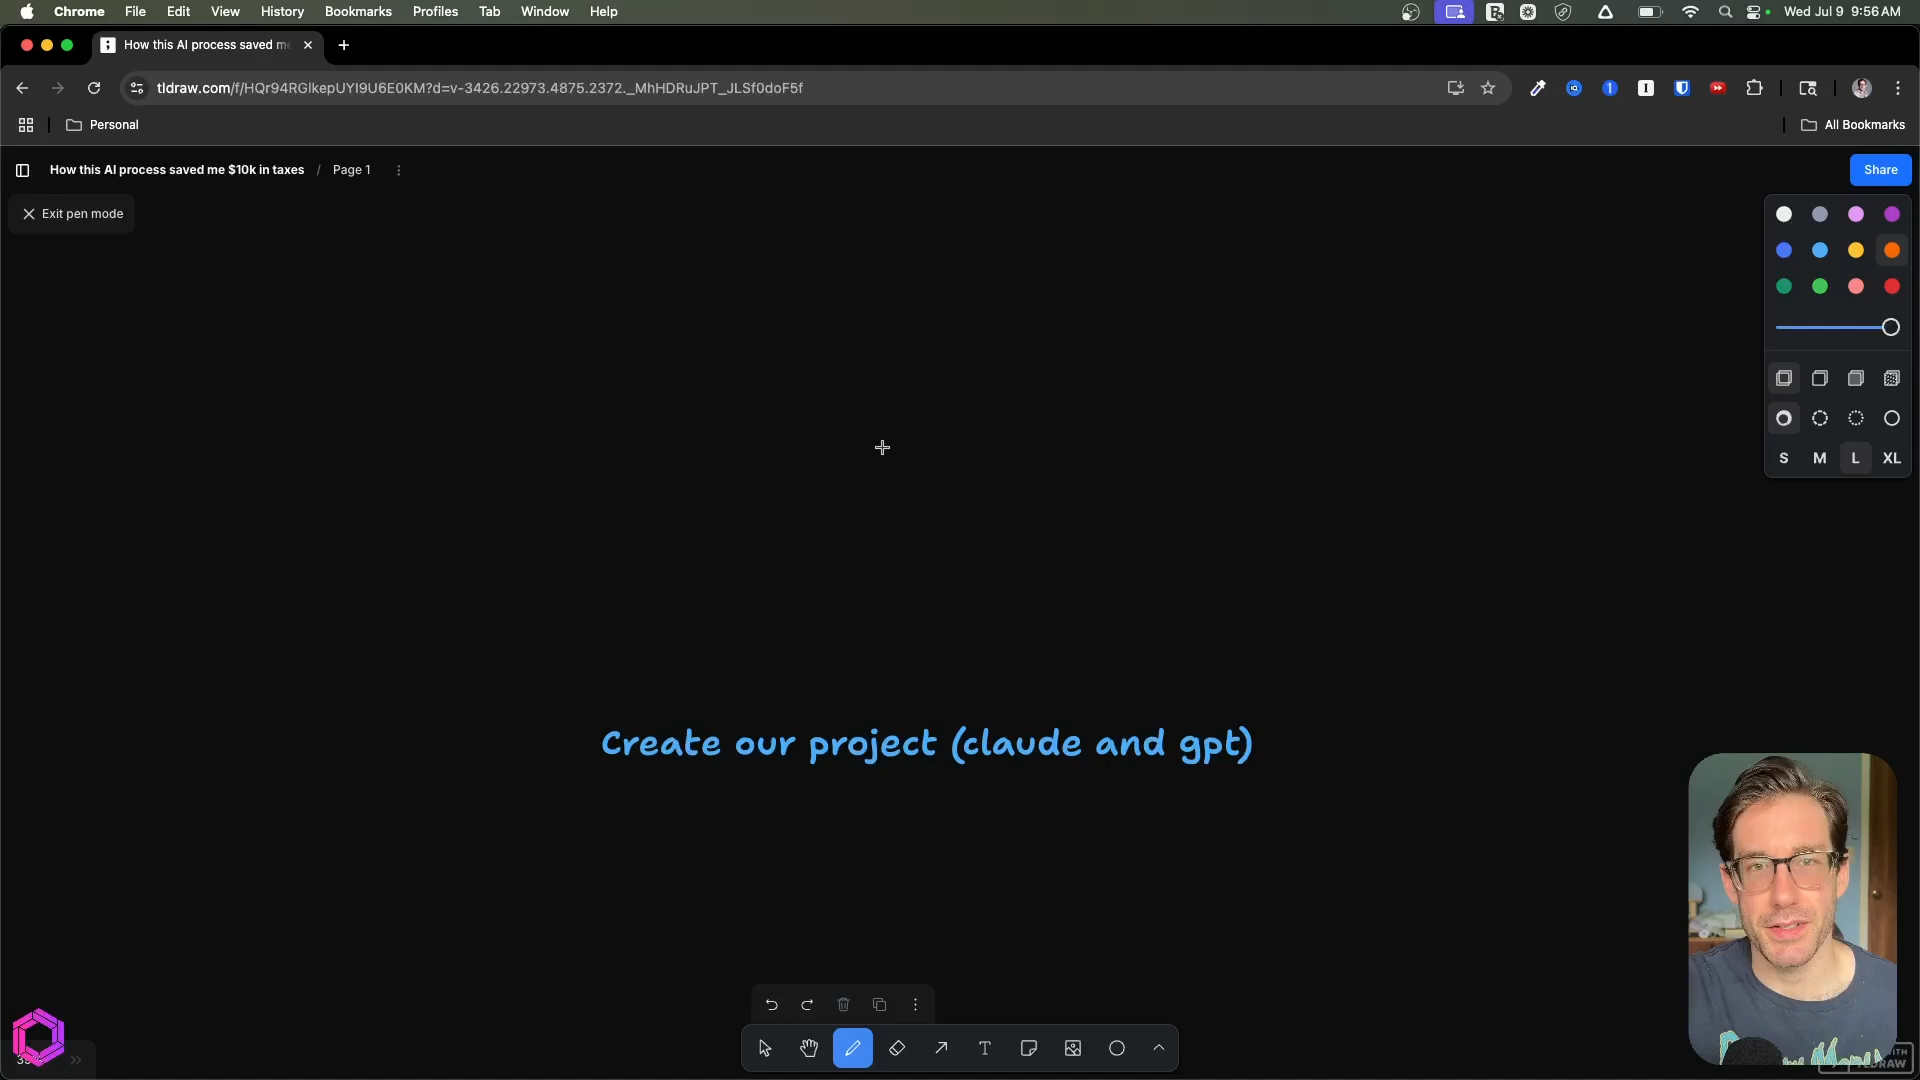 Chrome File Edit View History Bookmarks Profiles Tab Window Help Wed Jul 9 9:56 AM
How this AI process saved me
tldraw.com/f/HQr94RGlkepUYI9U6E0KM?d=v-3426.22973.4875.2372._MhHDRuJPT_JLSf0doF5f
Personal All Bookmarks
How this AI process saved me $10k in taxes / Page 1 Share
Exit pen mode
S M L XL
Create our project (claude and gpt)